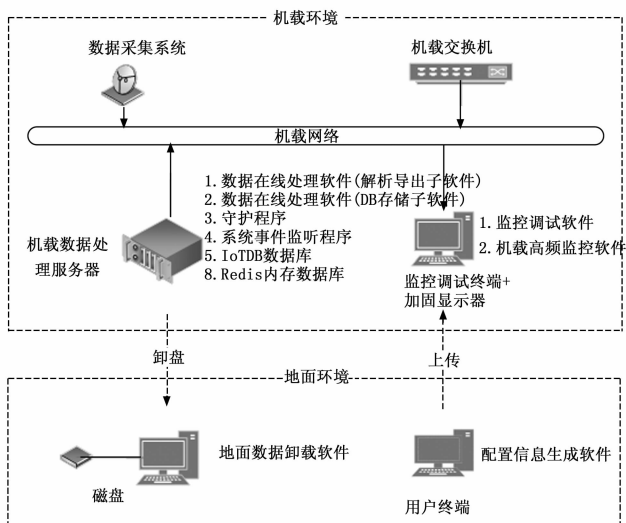 机载环境
数据采集系统
机载交换机
机载网络
1. 数据在线处理软件(解析导出子软件)
2. 数据在线处理软件(DB存储子软件)
3. 守护程序
4. 系统事件监听程序
5. IoTDB数据库
8. Redis内存数据库
机载数据处
理服务器
1. 监控调试软件
2. 机载高频监控软件
监控调试终端+
加固显示器
卸盘
上传
地面环境
地面数据卸载软件
磁盘
配置信息生成软件
用户终端